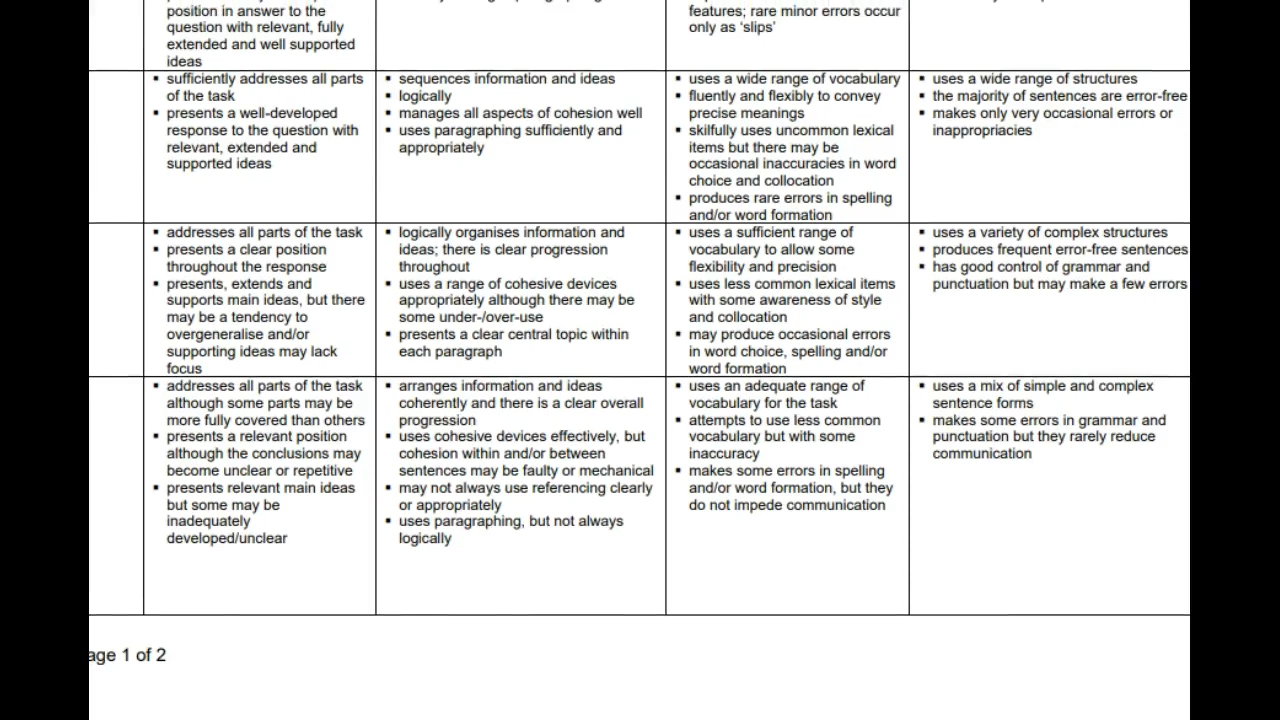 position in answer to the
question with relevant, fully
extended and well supported
ideas
features; rare minor errors occur
only as ‘slips’
▪ sufficiently addresses all parts
of the task
▪ presents a well-developed
response to the question with
relevant, extended and
supported ideas
▪ sequences information and ideas
▪ logically
▪ manages all aspects of cohesion well
▪ uses paragraphing sufficiently and
appropriately
▪ uses a wide range of vocabulary
▪ fluently and flexibly to convey
precise meanings
▪ skilfully uses uncommon lexical
items but there may be
occasional inaccuracies in word
choice and collocation
▪ produces rare errors in spelling
and/or word formation
▪ uses a wide range of structures
▪ the majority of sentences are error-free
▪ makes only very occasional errors or
inappropriacies
▪ addresses all parts of the task
▪ presents a clear position
throughout the response
▪ presents, extends and
supports main ideas, but there
may be a tendency to
overgeneralise and/or
supporting ideas may lack
focus
▪ logically organises information and
ideas; there is clear progression
throughout
▪ uses a range of cohesive devices
appropriately although there may be
some under-/over-use
▪ presents a clear central topic within
each paragraph
▪ uses a sufficient range of
vocabulary to allow some
flexibility and precision
▪ uses less common lexical items
with some awareness of style
and collocation
▪ may produce occasional errors
in word choice, spelling and/or
word formation
▪ uses a variety of complex structures
▪ produces frequent error-free sentences
▪ has good control of grammar and
punctuation but may make a few errors
▪ addresses all parts of the task
although some parts may be
more fully covered than others
▪ presents a relevant position
although the conclusions may
become unclear or repetitive
▪ presents relevant main ideas
but some may be
inadequately
developed/unclear
▪ arranges information and ideas
coherently and there is a clear overall
progression
▪ uses cohesive devices effectively, but
cohesion within and/or between
sentences may be faulty or mechanical
▪ may not always use referencing clearly
or appropriately
▪ uses paragraphing, but not always
logically
▪ uses an adequate range of
vocabulary for the task
▪ attempts to use less common
vocabulary but with some
inaccuracy
▪ makes some errors in spelling
and/or word formation, but they
do not impede communication
▪ uses a mix of simple and complex
sentence forms
▪ makes some errors in grammar and
punctuation but they rarely reduce
communication
age 1 of 2